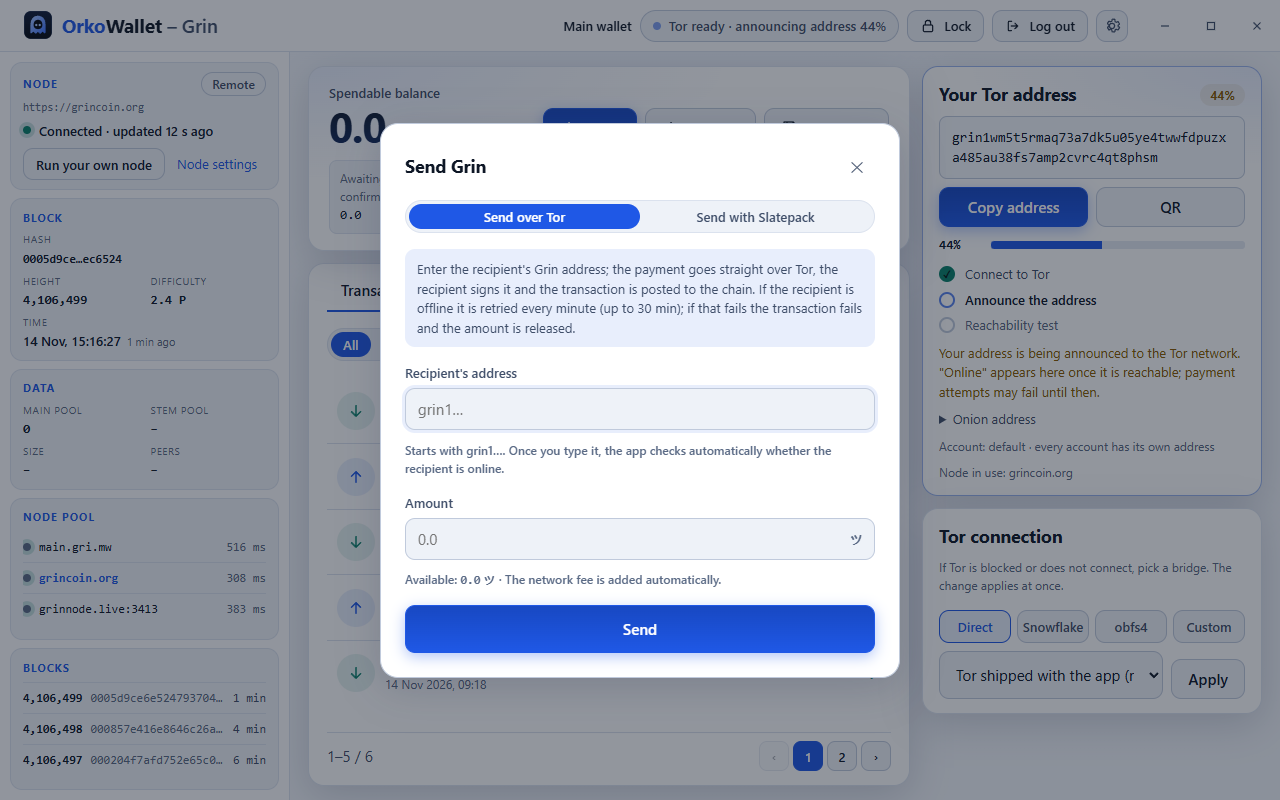 OrkoWallet – Grin
Main wallet
Tor ready · announcing address 44%
Lock
Log out
NODE
Remote
https://grincoin.org
Connected · updated 12 s ago
Run your own node
Node settings
BLOCK
HASH
0005d9ce…ec6524
HEIGHT
DIFFICULTY
4,106,499
2.4 P
TIME
14 Nov, 15:16:27 1 min ago
DATA
MAIN POOL
STEM POOL
0
–
SIZE
PEERS
–
–
NODE POOL
main.gri.mw 516 ms
grincoin.org 308 ms
grinnode.live:3413 383 ms
BLOCKS
4,106,499 0005d9ce6e524793704… 1 min
4,106,498 000857e416e8646c26a… 4 min
4,106,497 000204f7afd752e65c0… 6 min
Spendable balance
0.0
0.0
All
14 Nov 2026, 09:18
1–5 / 6
‹ 1 2 ›
Send Grin
Send over Tor
Send with Slatepack
Enter the recipient's Grin address; the payment goes straight over Tor, the
recipient signs it and the transaction is posted to the chain. If the recipient is
offline it is retried every minute (up to 30 min); if that fails the transaction fails
and the amount is released.
Recipient's address
grin1...
Starts with grin1…. Once you type it, the app checks automatically whether the
recipient is online.
Amount
0.0 ツ
Available: 0.0 ツ · The network fee is added automatically.
Send
Your Tor address
44%
grin1wm5t5rmaq73a7dk5u05ye4twwfdpuzx
a485au38fs7amp2cvrc4qt8phsm
Copy address
QR
44%
Connect to Tor
Announce the address
Reachability test
Your address is being announced to the Tor network.
"Online" appears here once it is reachable; payment
attempts may fail until then.
Onion address
Account: default · every account has its own address
Node in use: grincoin.org
Tor connection
If Tor is blocked or does not connect, pick a bridge. The
change applies at once.
Direct
Snowflake
obfs4
Custom
Tor shipped with the app (r
Apply